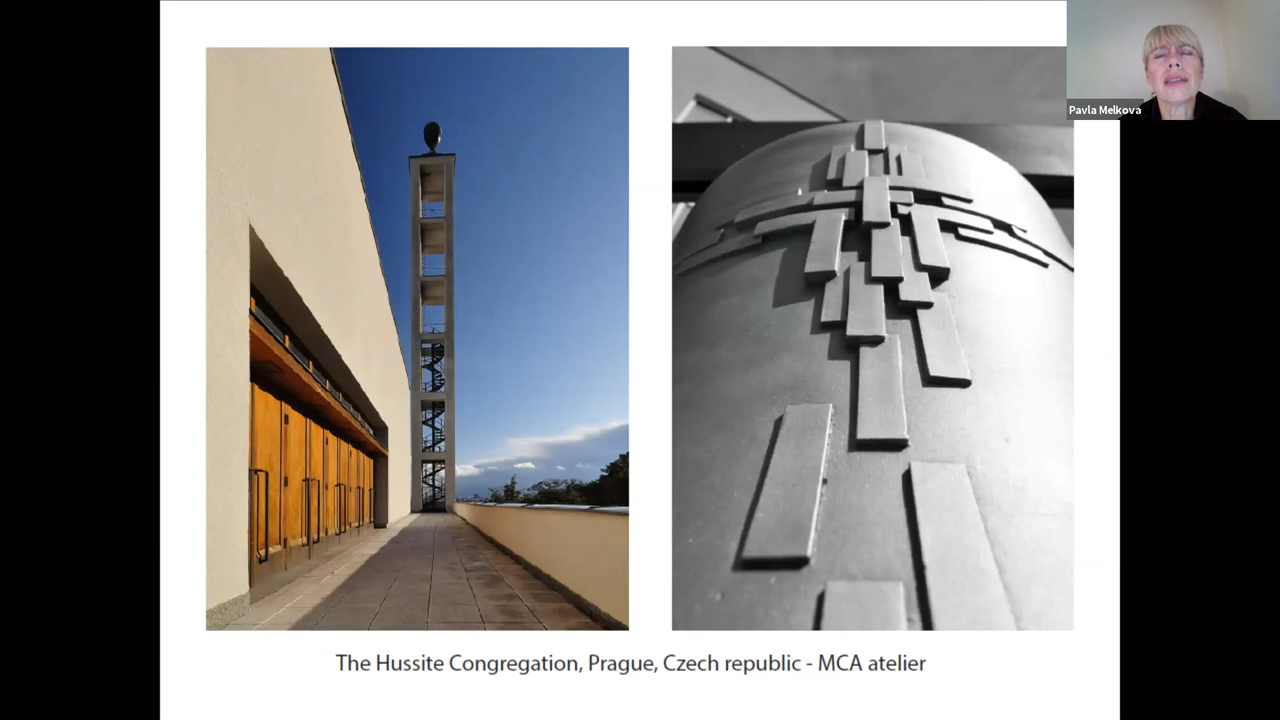 Pavla Melkova
The Hussite Congregation, Prague, Czech republic - MCA atelier